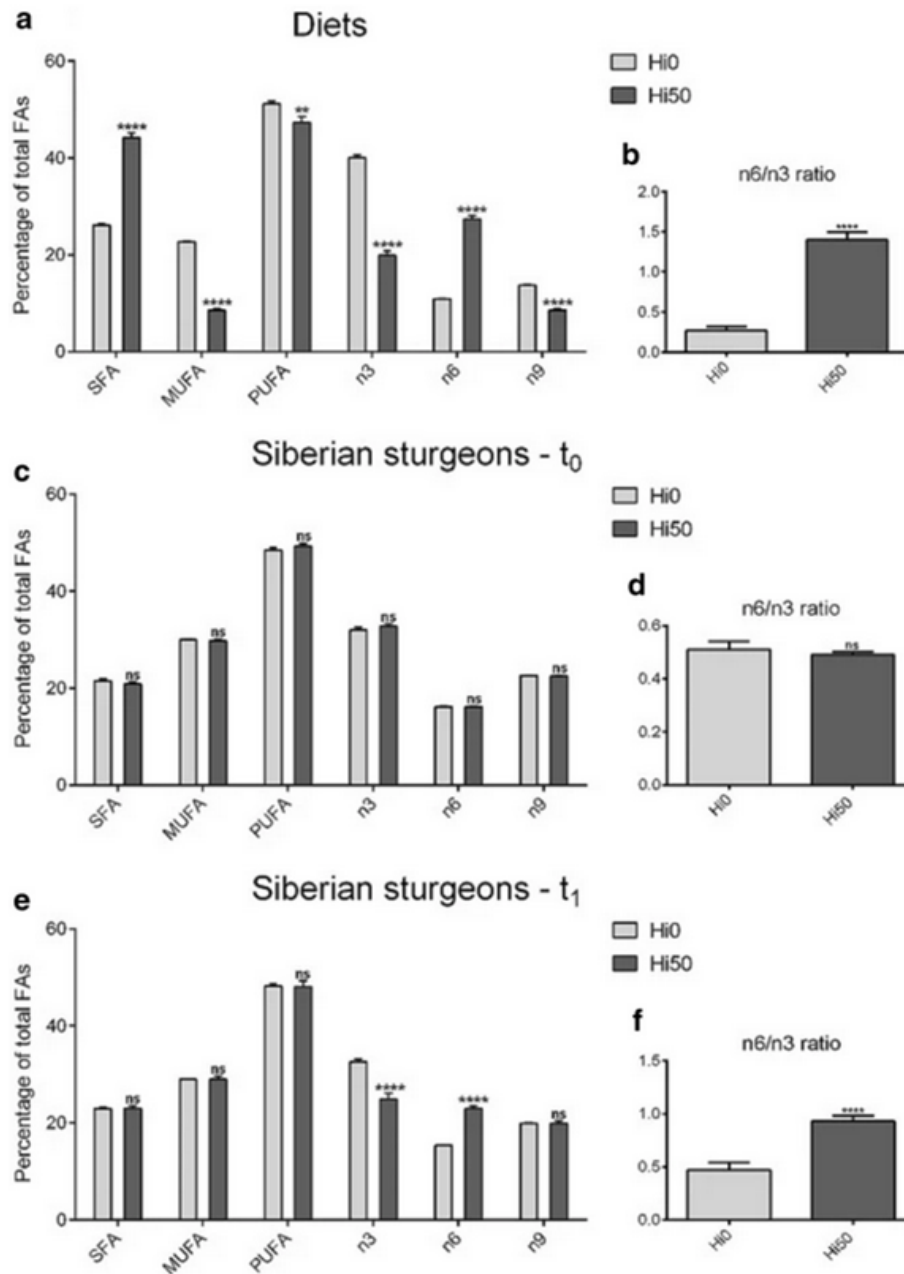 a
Diets
Hi0
Hi50
Percentage of total FAs
60
40
20
0
****
****
**
****
****
****
SFA
MUFA
PUFA
n3
n6
n9
b
n6/n3 ratio
2.0
1.5
1.0
0.5
0.0
****
Hi0
Hi50
c
Siberian sturgeons - t0
Hi0
Hi50
Percentage of total FAs
60
40
20
0
ns
ns
ns
ns
ns
ns
SFA
MUFA
PUFA
n3
n6
n9
d
n6/n3 ratio
0.6
0.4
0.2
0.0
ns
Hi0
Hi50
e
Siberian sturgeons - t1
Hi0
Hi50
Percentage of total FAs
60
40
20
0
ns
ns
ns
****
****
ns
SFA
MUFA
PUFA
n3
n6
n9
f
n6/n3 ratio
1.5
1.0
0.5
0.0
****
Hi0
Hi50